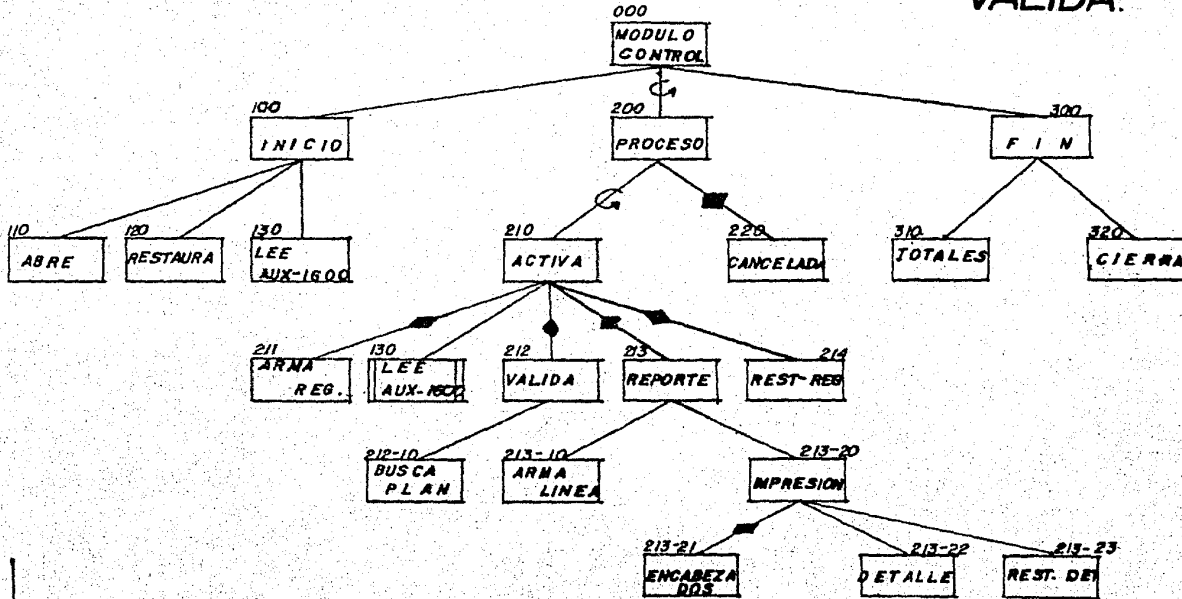 VALIDA.
000
MODULO
CONTROL
100
INICIO
200
PROCESO
300
FIN
110
ABRE
120
RESTAURA
130
LEE
AUX-1600
210
ACTIVA
220
CANCELADA
310
TOTALES
320
CIERRA
211
ARMA
REG.
130
LEE
AUX-1600
212
VALIDA
213
REPORTE
214
REST-REG
212-10
BUSCA
PLAN
213-10
ARMA
LINEA
213-20
IMPRESION
213-21
ENCABEZA
DOS
213-22
DETALLE
213-23
REST. DET